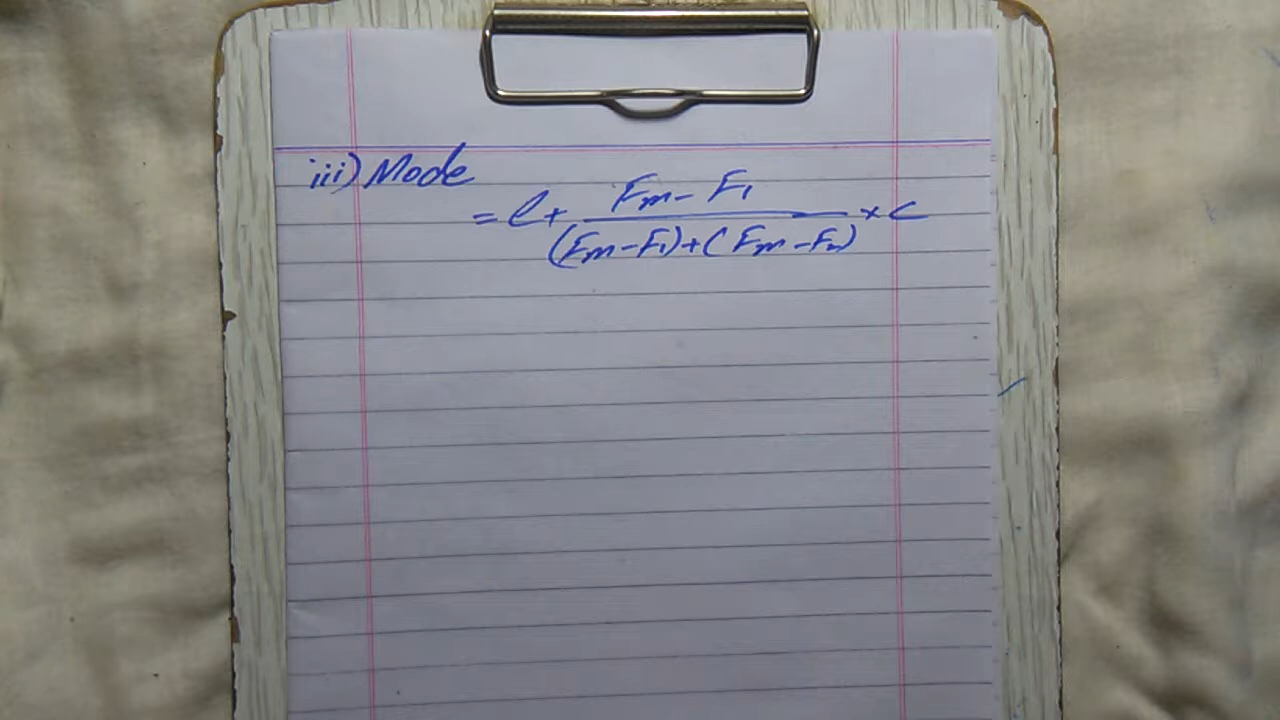 iii) Mode
= l + (Fm - F1) / ((Fm - F1) + (Fm - F2)) × c